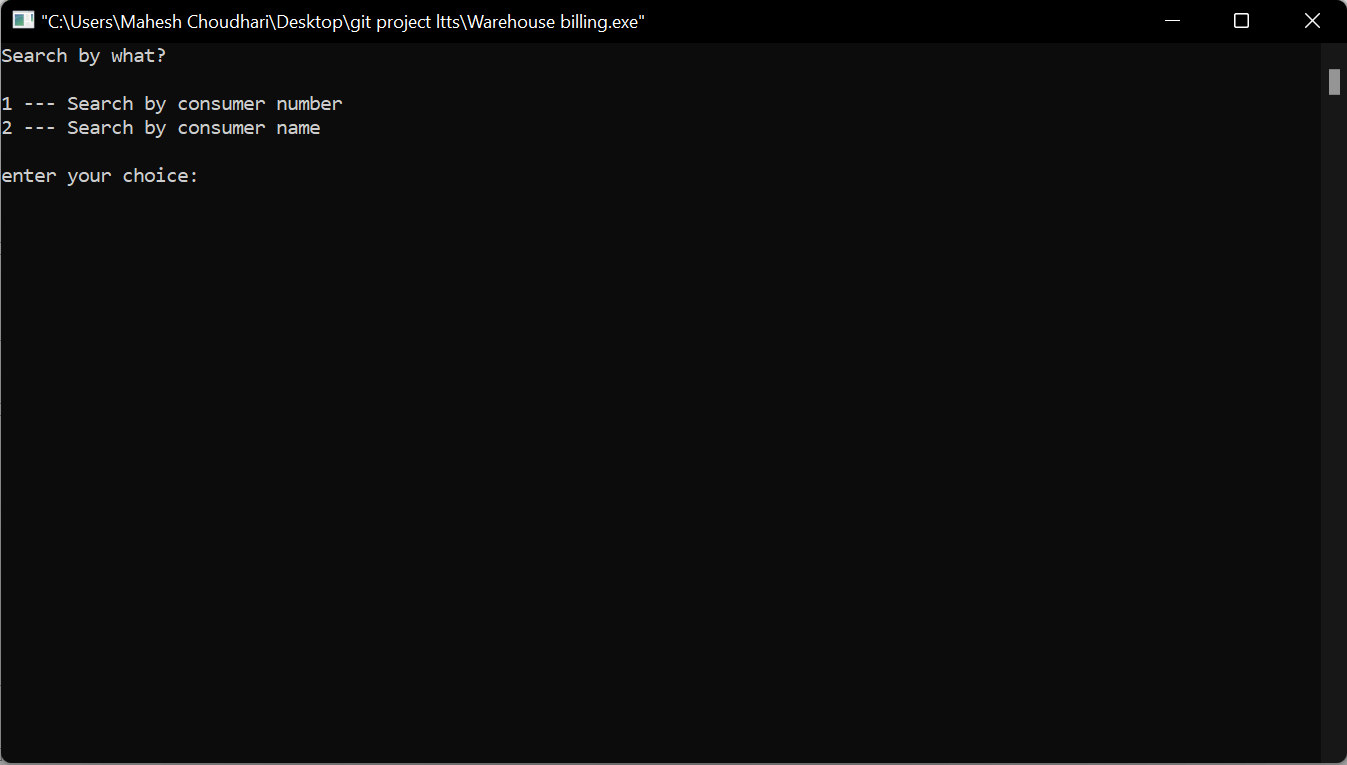 "C:\Users\Mahesh Choudhari\Desktop\git project ltts\Warehouse billing.exe"
Search by what?
1 --- Search by consumer number
2 --- Search by consumer name
enter your choice: